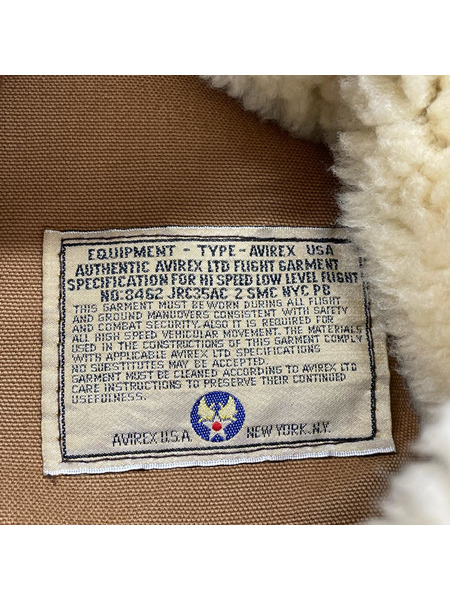 EQUIPMENT - TYPE - AVIREX USA
AUTHENTIC AVIREX LTD FLIGHT GARMENT
SPECIFICATION FOR HI SPEED LOW LEVEL FLIGHT
NO: 8462 JRC35AC 2 SMC NYC PB
THIS GARMENT MUST BE WORN DURING ALL FLIGHT
AND GROUND MANUOVERS CONSISTENT WITH SAFETY
AND COMBAT SECURITY. ALSO IT IS REQUIRED FOR
ALL HIGH SPEED VEHICULAR MOVEMENT. THE MATERIALS
USED IN THE CONSTRUCTIONS OF THIS GARMENT COMPLY
WITH APPLICABLE AVIREX LTD SPECIFICATIONS
NO SUBSTITUTES MAY BE ACCEPTED.
GARMENT MUST BE CLEANED ACCORDING TO AVIREX LTD
CARE INSTRUCTIONS TO PRESERVE THEIR CONTINUED
USEFULNESS.
AVIREX U.S.A. NEW YORK. N.Y.